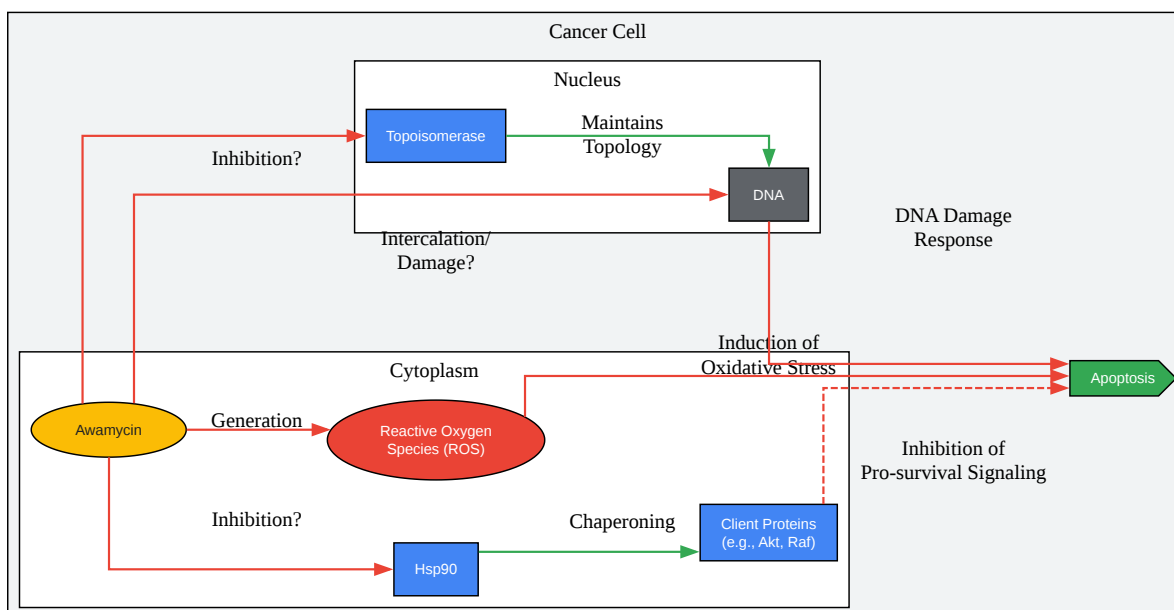 Cancer Cell
Nucleus
Topoisomerase
Maintains
Topology
Inhibition?
DNA
Intercalation/
Damage?
DNA Damage
Response
Induction of
Oxidative Stress
Cytoplasm
Apoptosis
Awamycin
Generation
Reactive Oxygen
Species (ROS)
Inhibition of
Pro-survival Signaling
Inhibition?
Chaperoning
Client Proteins
(e.g., Akt, Raf)
Hsp90